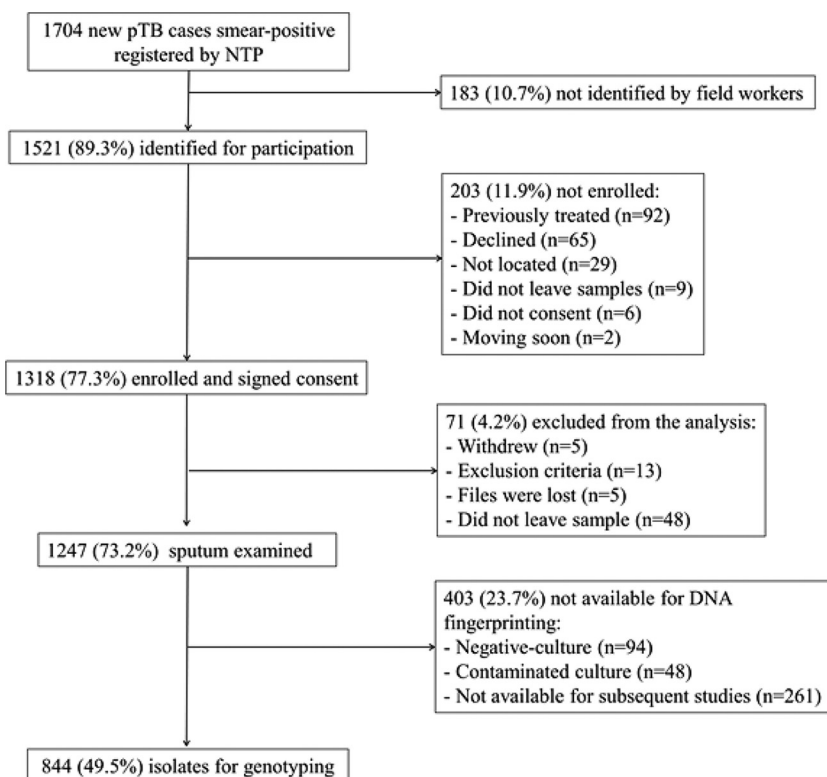 1704 new pTB cases smear-positive
registered by NTP
183 (10.7%) not identified by field workers
1521 (89.3%) identified for participation
203 (11.9%) not enrolled:
- Previously treated (n=92)
- Declined (n=65)
- Not located (n=29)
- Did not leave samples (n=9)
- Did not consent (n=6)
- Moving soon (n=2)
1318 (77.3%) enrolled and signed consent
71 (4.2%) excluded from the analysis:
- Withdrew (n=5)
- Exclusion criteria (n=13)
- Files were lost (n=5)
- Did not leave sample (n=48)
1247 (73.2%) sputum examined
403 (23.7%) not available for DNA
fingerprinting:
- Negative-culture (n=94)
- Contaminated culture (n=48)
- Not available for subsequent studies (n=261)
844 (49.5%) isolates for genotyping